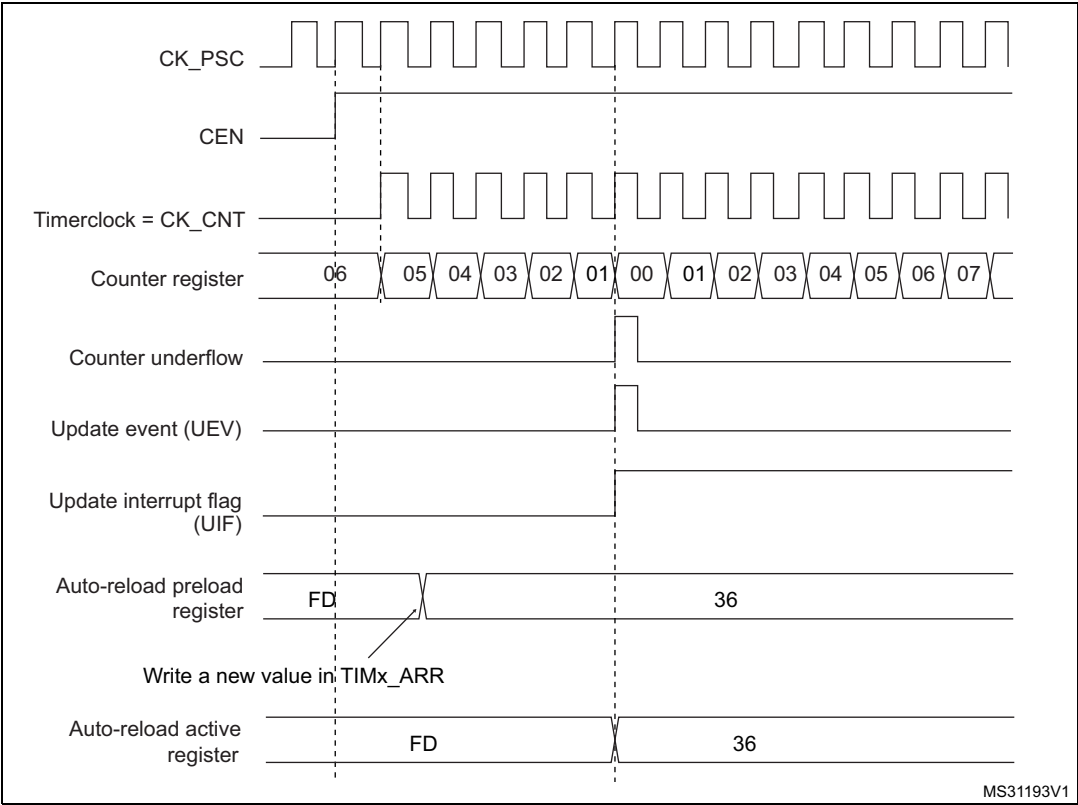 CK_PSC
CEN
Timerclock = CK_CNT
Counter register
06 05 04 03 02 01 00 01 02 03 04 05 06 07
Counter underflow
Update event (UEV)
Update interrupt flag
(UIF)
Auto-reload preload
register
FD 36
Write a new value in TIMx_ARR
Auto-reload active
register
FD 36
MS31193V1